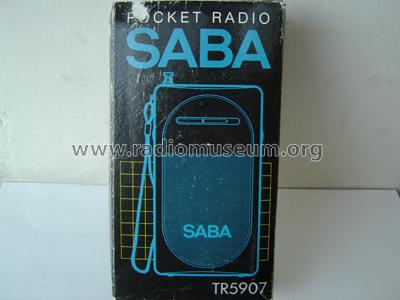 POCKET RADIO
SABA
www.radiomuseum.org
SABA
TR5907